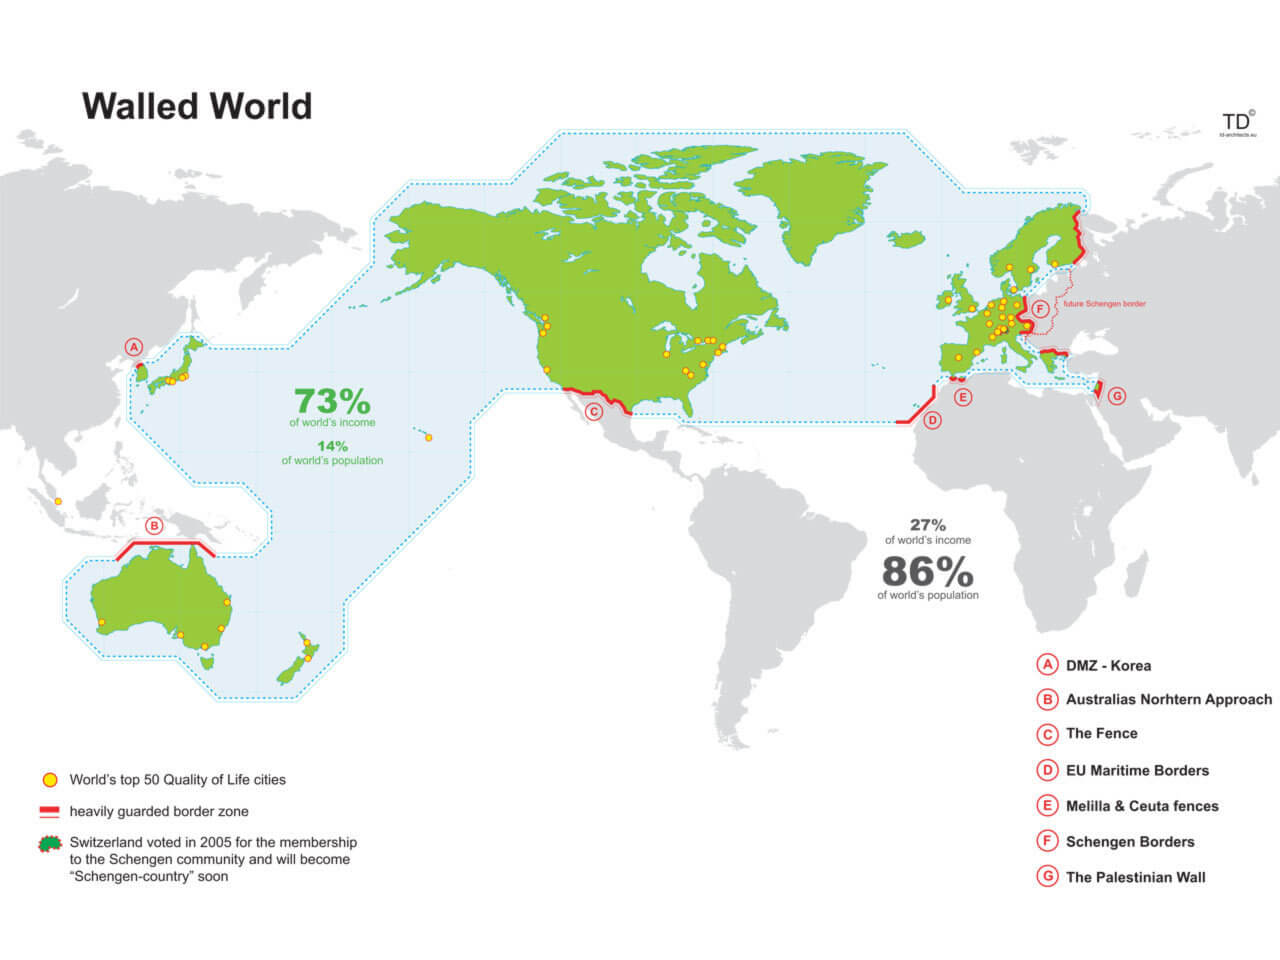 Walled World
TD©
td-architects.eu
A
F
future Schengen border
73%
of world's income
14%
of world's population
C
D
E
G
B
27%
of world's income
86%
of world's population
A DMZ - Korea
B Australias Norhtern Approach
C The Fence
D EU Maritime Borders
E Melilla & Ceuta fences
F Schengen Borders
G The Palestinian Wall
World's top 50 Quality of Life cities
heavily guarded border zone
Switzerland voted in 2005 for the membership
to the Schengen community and will become
“Schengen-country” soon